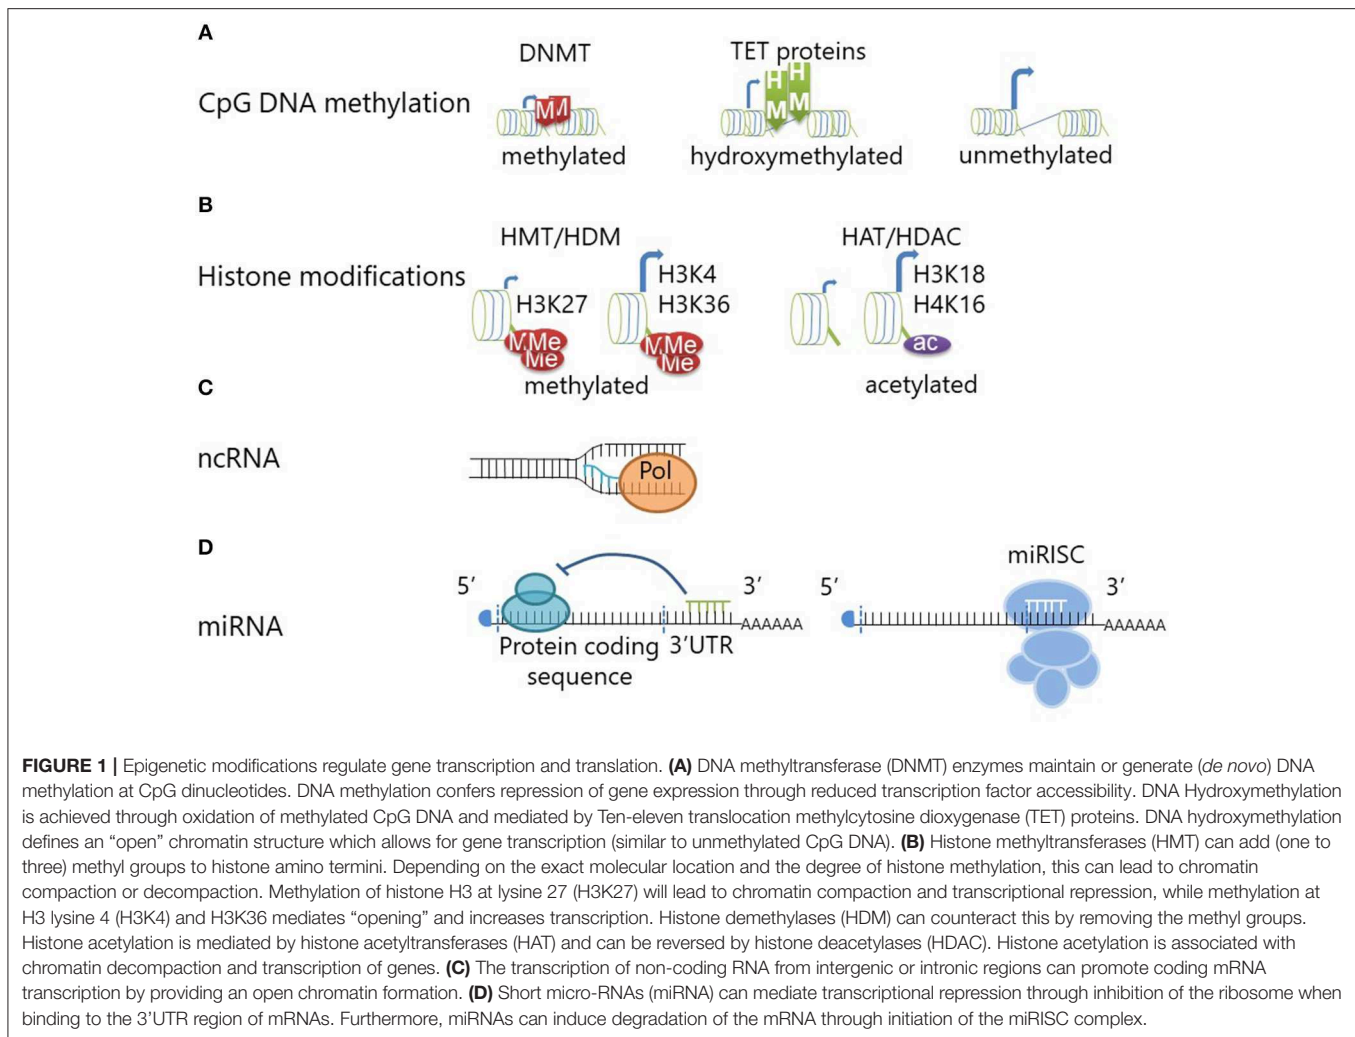 A
DNMT
TET proteins
CpG DNA methylation
M M
H H
M M
methylated
hydroxymethylated
unmethylated
B
HMT/HDM
HAT/HDAC
Histone modifications
H3K27
H3K4
H3K36
H3K18
H4K16
MMe
Me
MMe
Me
ac
methylated
acetylated
C
ncRNA
Pol
D
miRNA
5’
3’
AAAAAA
Protein coding
sequence
3’UTR
miRISC
5’
3’
AAAAAA
FIGURE 1 | Epigenetic modifications regulate gene transcription and translation. (A) DNA methyltransferase (DNMT) enzymes maintain or generate (de novo) DNA
methylation at CpG dinucleotides. DNA methylation confers repression of gene expression through reduced transcription factor accessibility. DNA Hydroxymethylation
is achieved through oxidation of methylated CpG DNA and mediated by Ten-eleven translocation methylcytosine dioxygenase (TET) proteins. DNA hydroxymethylation
defines an “open” chromatin structure which allows for gene transcription (similar to unmethylated CpG DNA). (B) Histone methyltransferases (HMT) can add (one to
three) methyl groups to histone amino termini. Depending on the exact molecular location and the degree of histone methylation, this can lead to chromatin
compaction or decompaction. Methylation of histone H3 at lysine 27 (H3K27) will lead to chromatin compaction and transcriptional repression, while methylation at
H3 lysine 4 (H3K4) and H3K36 mediates “opening” and increases transcription. Histone demethylases (HDM) can counteract this by removing the methyl groups.
Histone acetylation is mediated by histone acetyltransferases (HAT) and can be reversed by histone deacetylases (HDAC). Histone acetylation is associated with
chromatin decompaction and transcription of genes. (C) The transcription of non-coding RNA from intergenic or intronic regions can promote coding mRNA
transcription by providing an open chromatin formation. (D) Short micro-RNAs (miRNA) can mediate transcriptional repression through inhibition of the ribosome when
binding to the 3’UTR region of mRNAs. Furthermore, miRNAs can induce degradation of the mRNA through initiation of the miRISC complex.